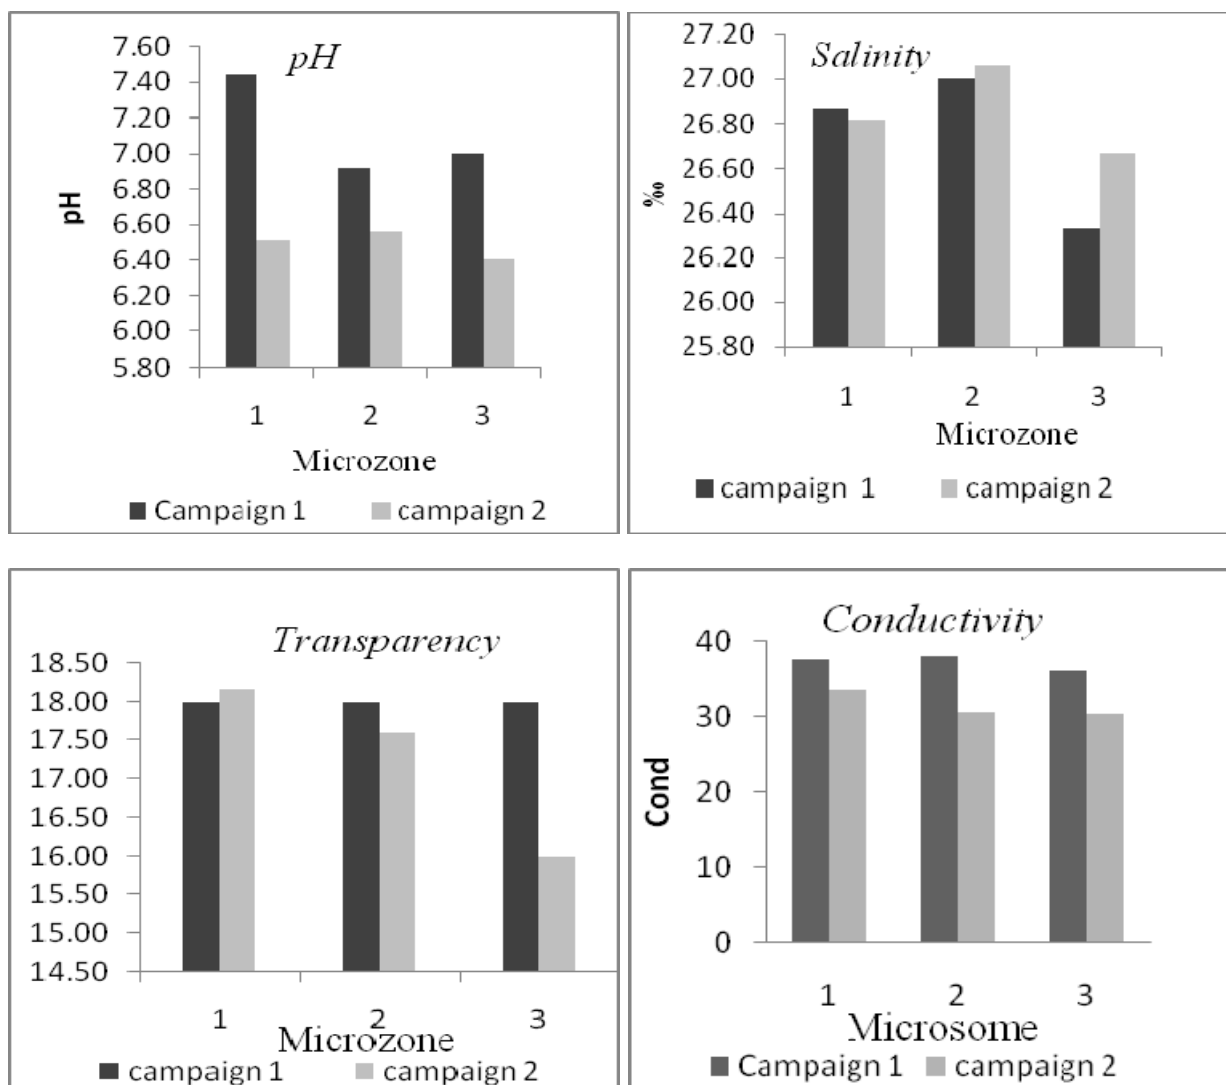 pH
7.60
7.40
7.20
7.00
6.80
6.60
6.40
6.20
6.00
5.80
pH
1 2 3
Microzone
Campaign 1 campaign 2
Salinity
27.20
27.00
26.80
26.60
26.40
26.20
26.00
25.80
‰
1 2 3
Microzone
campaign 1 campaign 2
Transparency
18.50
18.00
17.50
17.00
16.50
16.00
15.50
15.00
14.50
1 2 3
Microzone
campaign 1 campaign 2
Conductivity
40
30
20
10
0
Cond
1 2 3
Microsome
Campaign 1 campaign 2